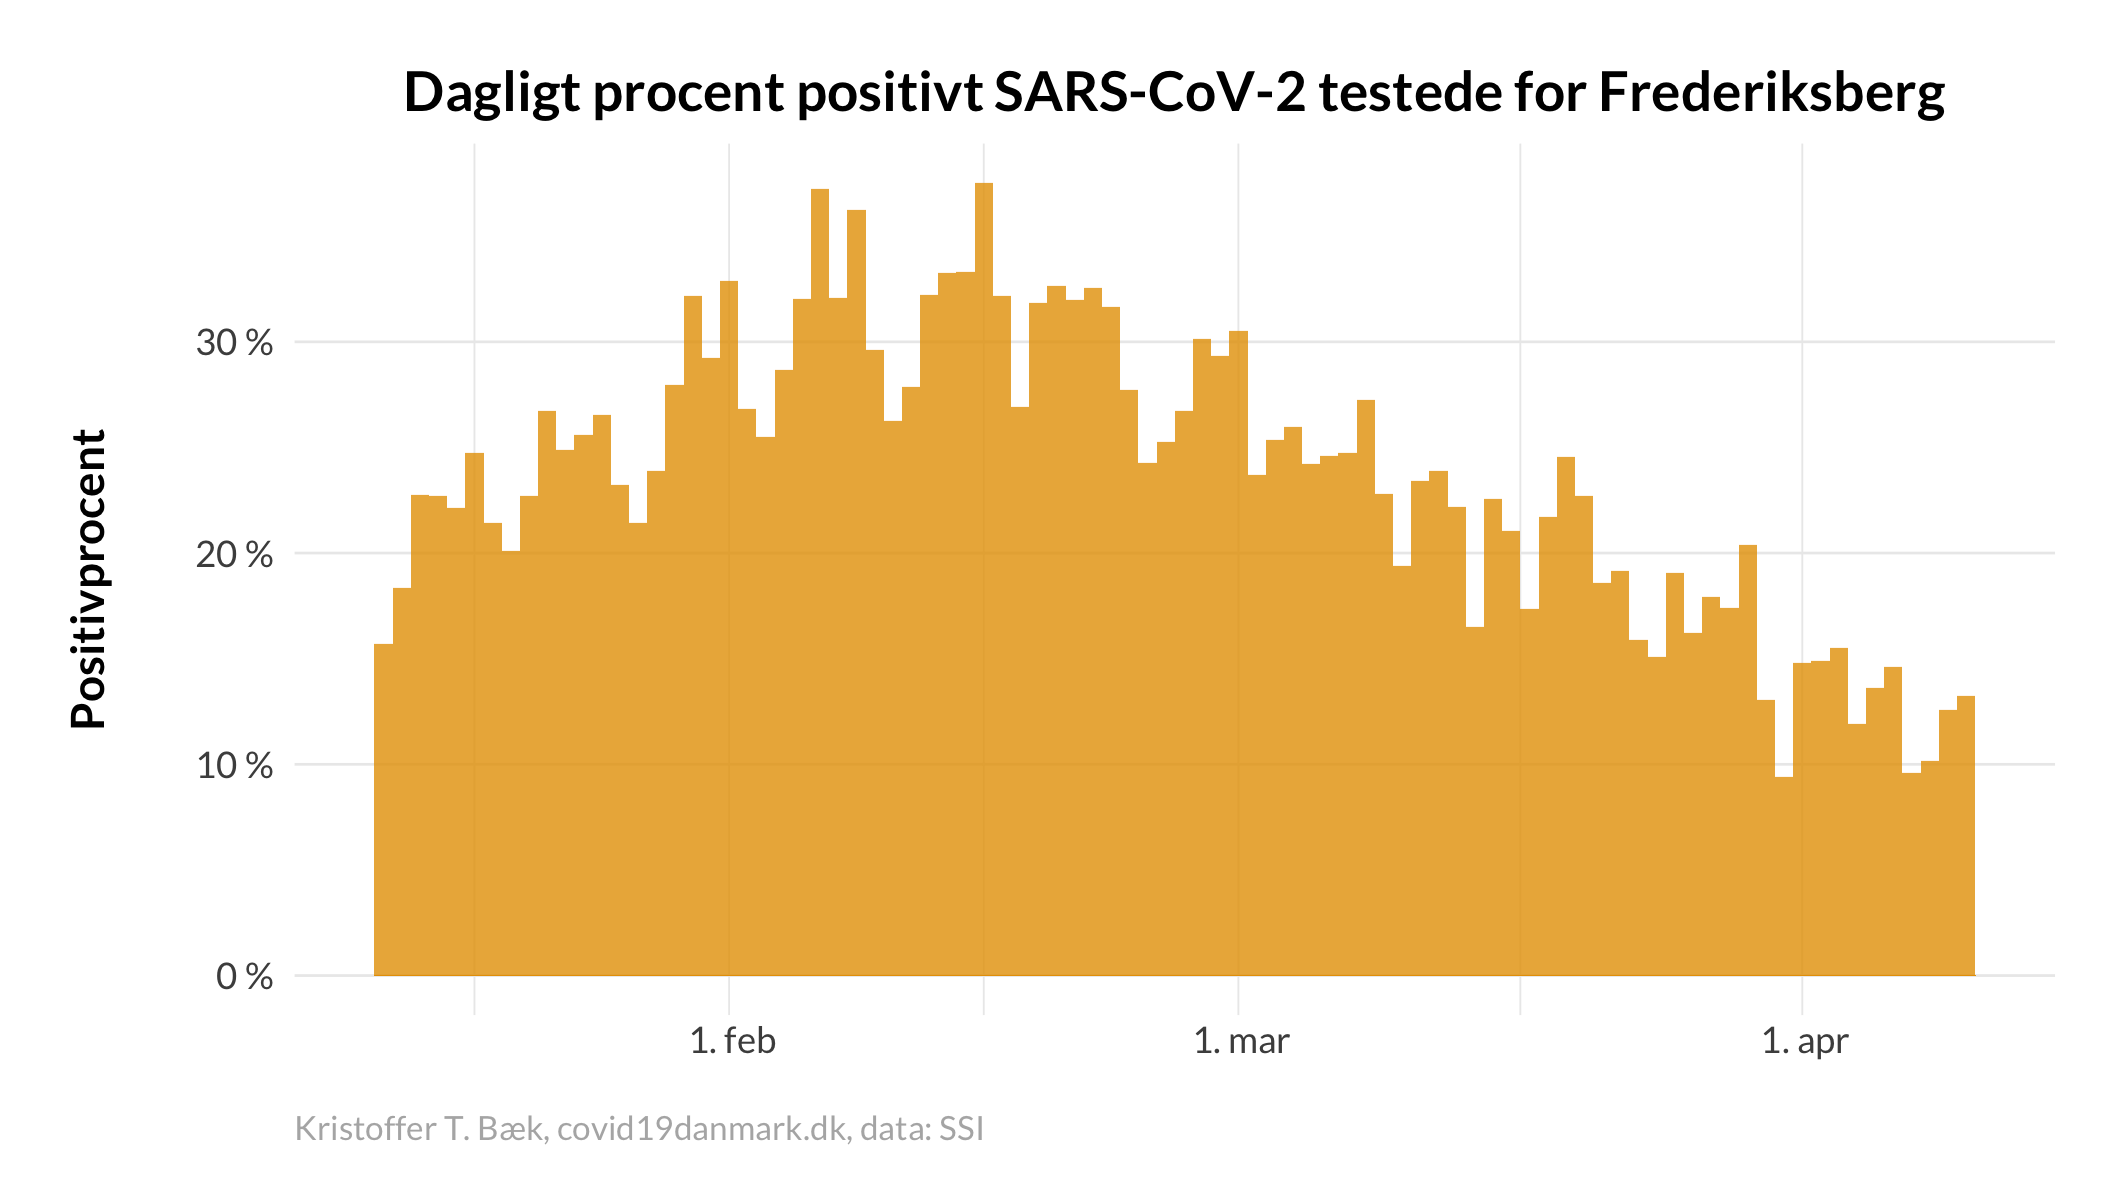 Dagligt procent positivt SARS-CoV-2 testede for Frederiksberg
Positivprocent
30 %
20 %
10 %
0 %
1. feb
1. mar
1. apr
Kristoffer T. Bæk, covid19danmark.dk, data: SSI